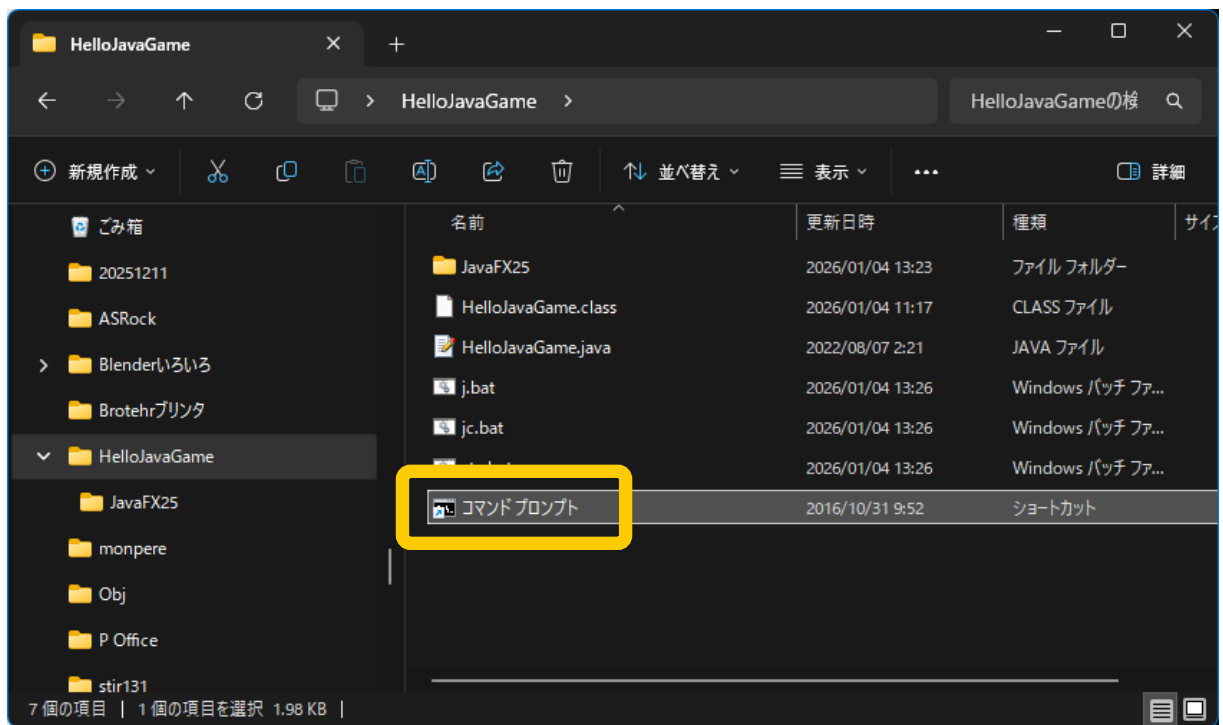 HelloJavaGame
HelloJavaGame
HelloJavaGameの検
新規作成
並べ替え
表示
詳細
ごみ箱
20251211
ASRock
Blenderいろいろ
Brotehrプリンタ
HelloJavaGame
JavaFX25
monpere
Obj
P Office
stir131
名前 更新日時 種類 サイズ
JavaFX25 2026/01/04 13:23 ファイル フォルダー
HelloJavaGame.class 2026/01/04 11:17 CLASS ファイル
HelloJavaGame.java 2022/08/07 2:21 JAVA ファイル
j.bat 2026/01/04 13:26 Windows バッチ ファ...
jc.bat 2026/01/04 13:26 Windows バッチ ファ...
2026/01/04 13:26 Windows バッチ ファ...
コマンド プロンプト 2016/10/31 9:52 ショートカット
7 個の項目 1 個の項目を選択 1.98 KB